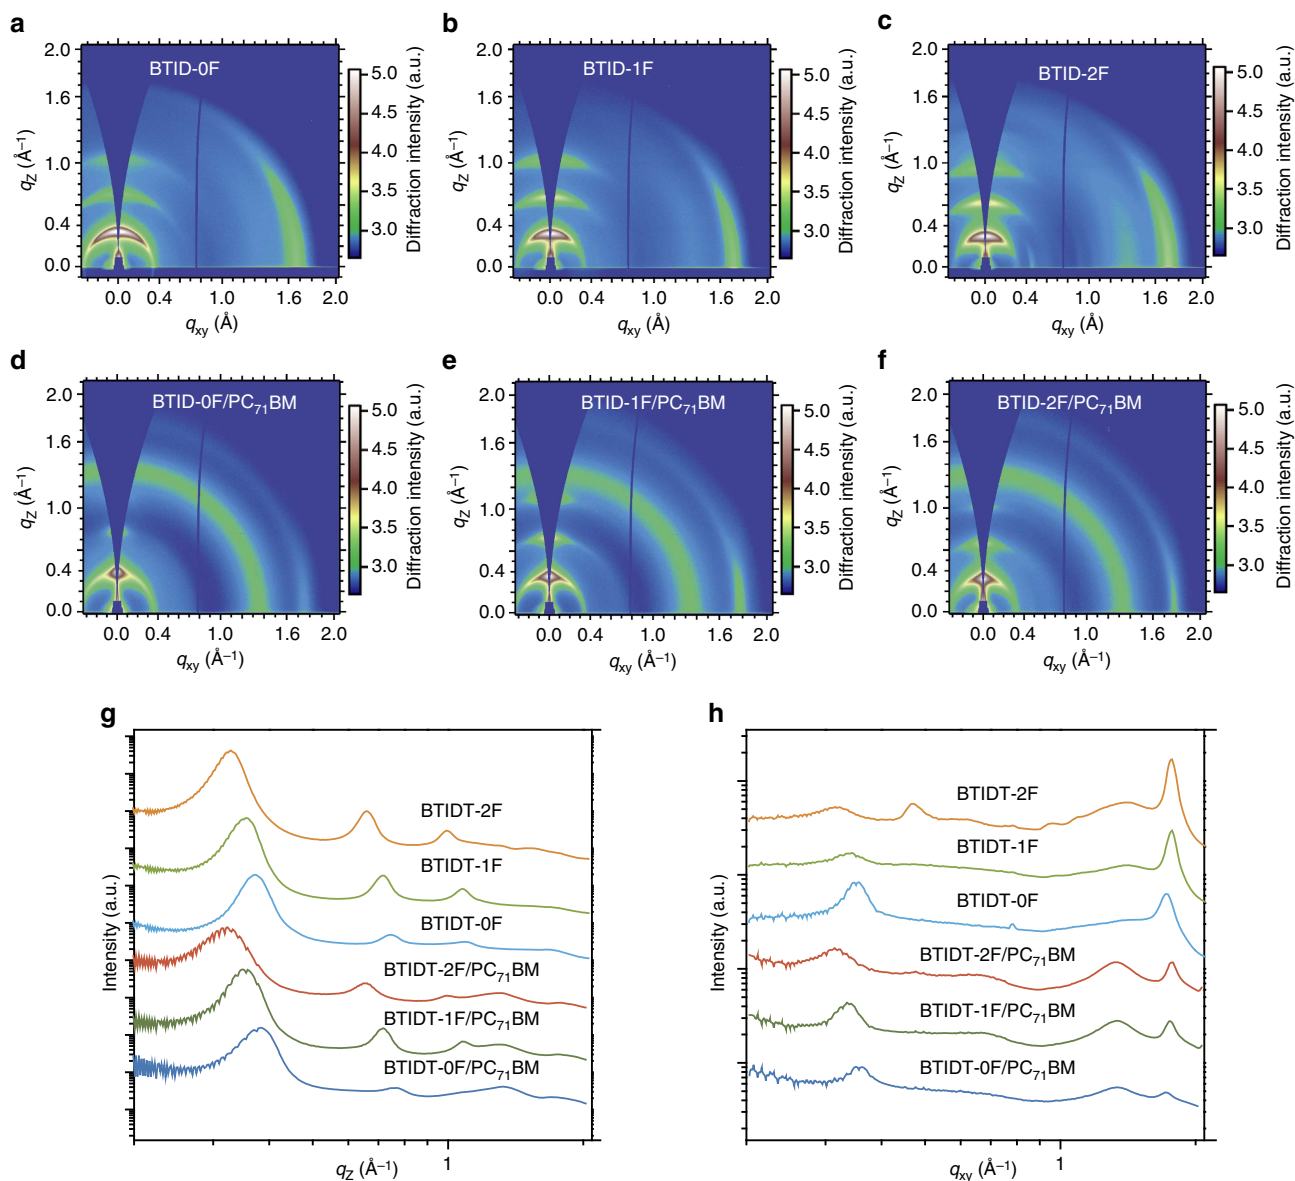 a
BTID-0F
2.0
1.6
1.0
0.4
0.0
qZ (Å−1)
0.0 0.4 1.0 1.6 2.0
qxy (Å)
5.0
4.5
4.0
3.5
3.0
Diffraction intensity (a.u.)
b
BTID-1F
2.0
1.6
1.0
0.4
0.0
qZ (Å−1)
0.0 0.4 1.0 1.6 2.0
qxy (Å)
5.0
4.5
4.0
3.5
3.0
Diffraction intensity (a.u.)
c
BTID-2F
2.0
1.6
1.0
0.4
0.0
qZ (Å−1)
0.0 0.4 1.0 1.6 2.0
qxy (Å)
5.0
4.5
4.0
3.5
3.0
Diffraction intensity (a.u.)
d
BTID-0F/PC71BM
2.0
1.6
1.0
0.4
0.0
qZ (Å−1)
0.0 0.4 1.0 1.6 2.0
qxy (Å−1)
5.0
4.5
4.0
3.5
3.0
Diffraction intensity (a.u.)
e
BTID-1F/PC71BM
2.0
1.6
1.0
0.4
0.0
qZ (Å−1)
0.0 0.4 1.0 1.6 2.0
qxy (Å−1)
5.0
4.5
4.0
3.5
3.0
Diffraction intensity (a.u.)
f
BTID-2F/PC71BM
2.0
1.6
1.0
0.4
0.0
qZ (Å−1)
0.0 0.4 1.0 1.6 2.0
qxy (Å−1)
5.0
4.5
4.0
3.5
3.0
Diffraction intensity (a.u.)
g
Intensity (a.u.)
BTIDT-2F
BTIDT-1F
BTIDT-0F
BTIDT-2F/PC71BM
BTIDT-1F/PC71BM
BTIDT-0F/PC71BM
1
qZ (Å−1)
h
Intensity (a.u.)
BTIDT-2F
BTIDT-1F
BTIDT-0F
BTIDT-2F/PC71BM
BTIDT-1F/PC71BM
BTIDT-0F/PC71BM
1
qxy (Å−1)